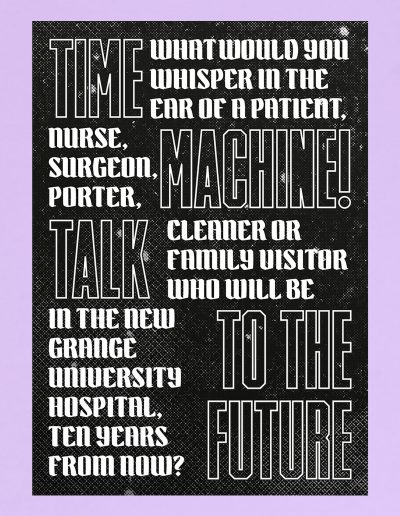 TIME
WHAT WOULD YOU
WHISPER IN THE
EAR OF A PATIENT,
NURSE,
SURGEON,
PORTER,
MACHINE!
TALK
CLEANER OR
FAMILY VISITOR
WHO WILL BE
IN THE NEW
GRANGE
UNIVERSITY
HOSPITAL,
TEN YEARS
FROM NOW?
TO THE
FUTURE